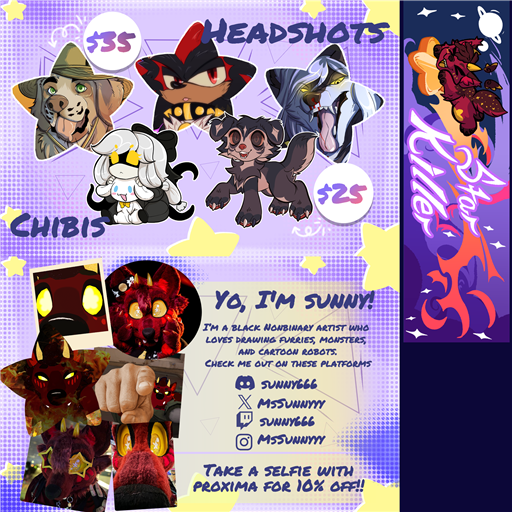 Headshots
$35
$25
Chibis
Star
Killer
Yo, I'm sunny!
I'm a black Nonbinary artist who
loves drawing furries, monsters,
and cartoon robots.
Check me out on these platforms
sunny666
MsSunnyyy
sunny666
MsSunnyyy
Take a selfie with
proxima for 10% off!!